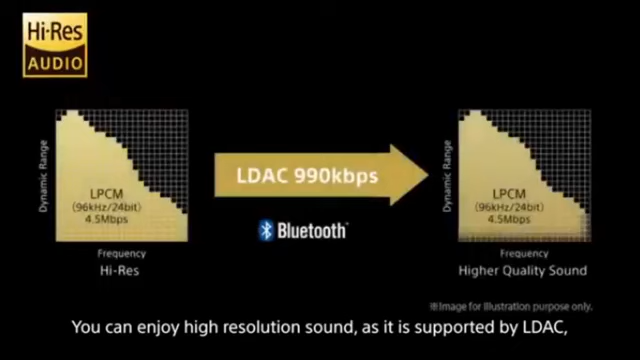 Hi-Res
AUDIO
Dynamic Range
LPCM
(96kHz/24bit)
4.5Mbps
Frequency
Hi-Res
LDAC 990kbps
Bluetooth™
Dynamic Range
LPCM
(96kHz/24bit)
4.5Mbps
Frequency
Higher Quality Sound
※Image for illustration purpose only.
You can enjoy high resolution sound, as it is supported by LDAC,